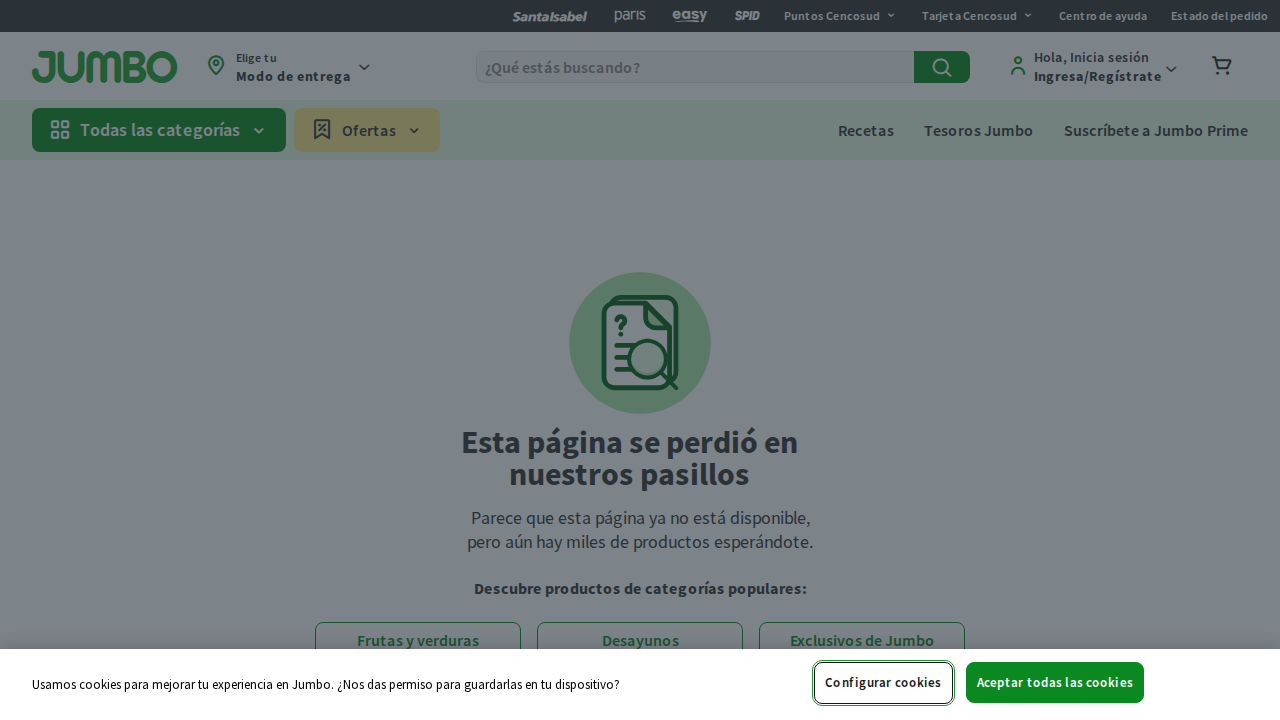 SantaIsabel paris easy SPID Puntos Cencosud Tarjeta Cencosud Centro de ayuda Estado del pedido
JUMBO Elige tu ¿Qué estás buscando? Hola, Inicia sesión
Modo de entrega Ingresa/Regístrate
Todas las categorías Ofertas Recetas Tesoros Jumbo Suscríbete a Jumbo Prime
?
Esta página se perdió en
nuestros pasillos
Parece que esta página ya no está disponible,
pero aún hay miles de productos esperándote.
Descubre productos de categorías populares:
Frutas y verduras Desayunos Exclusivos de Jumbo
Usamos cookies para mejorar tu experiencia en Jumbo. ¿Nos das permiso para guardarlas en tu dispositivo? Configurar cookies Aceptar todas las cookies